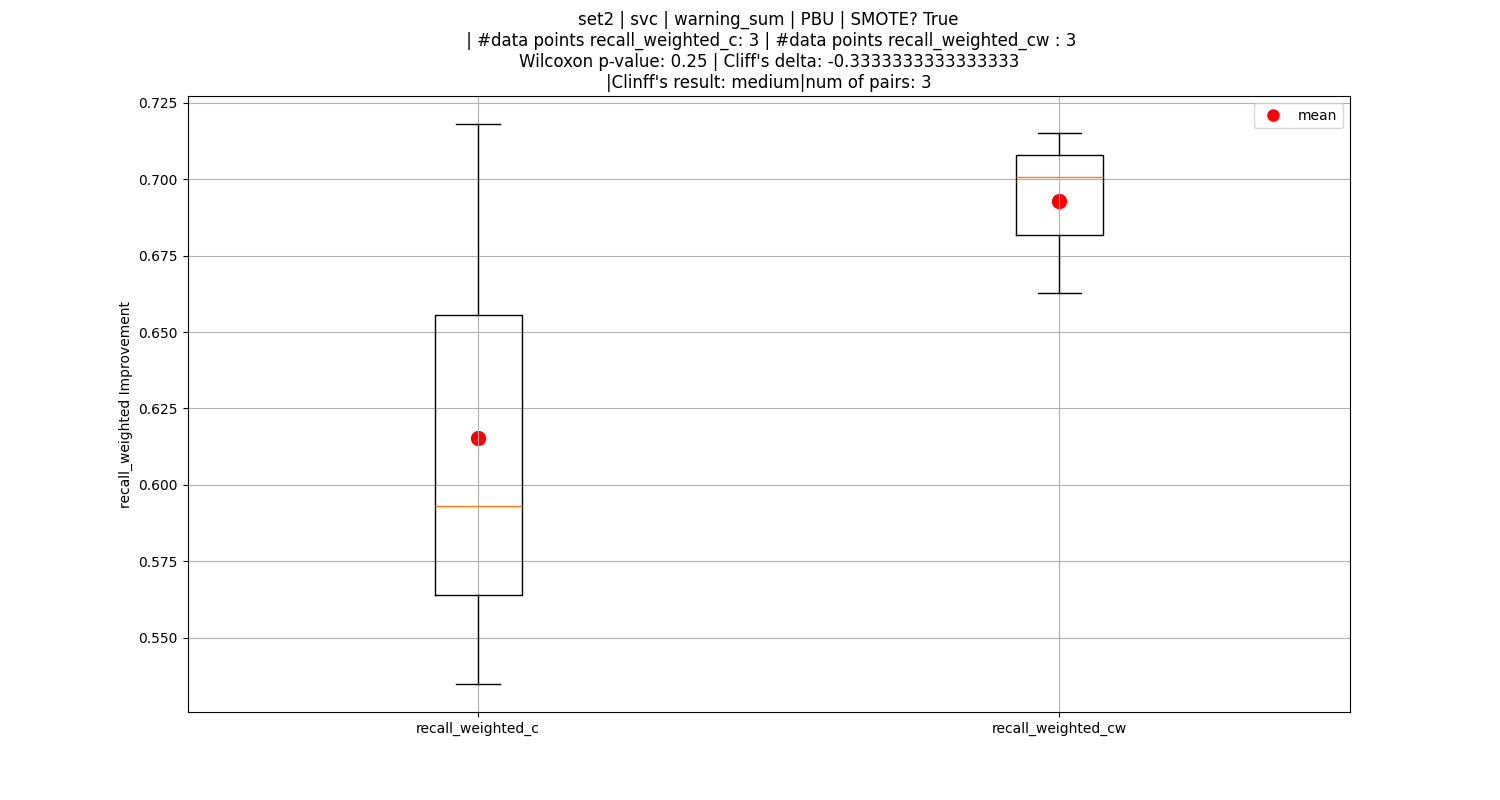 set2 | svc | warning_sum | PBU | SMOTE? True
| #data points recall_weighted_c: 3 | #data points recall_weighted_cw : 3
Wilcoxon p-value: 0.25 | Cliff's delta: -0.3333333333333333
|Clinff's result: medium|num of pairs: 3
mean
recall_weighted Improvement
0.725
0.700
0.675
0.650
0.625
0.600
0.575
0.550
recall_weighted_c
recall_weighted_cw